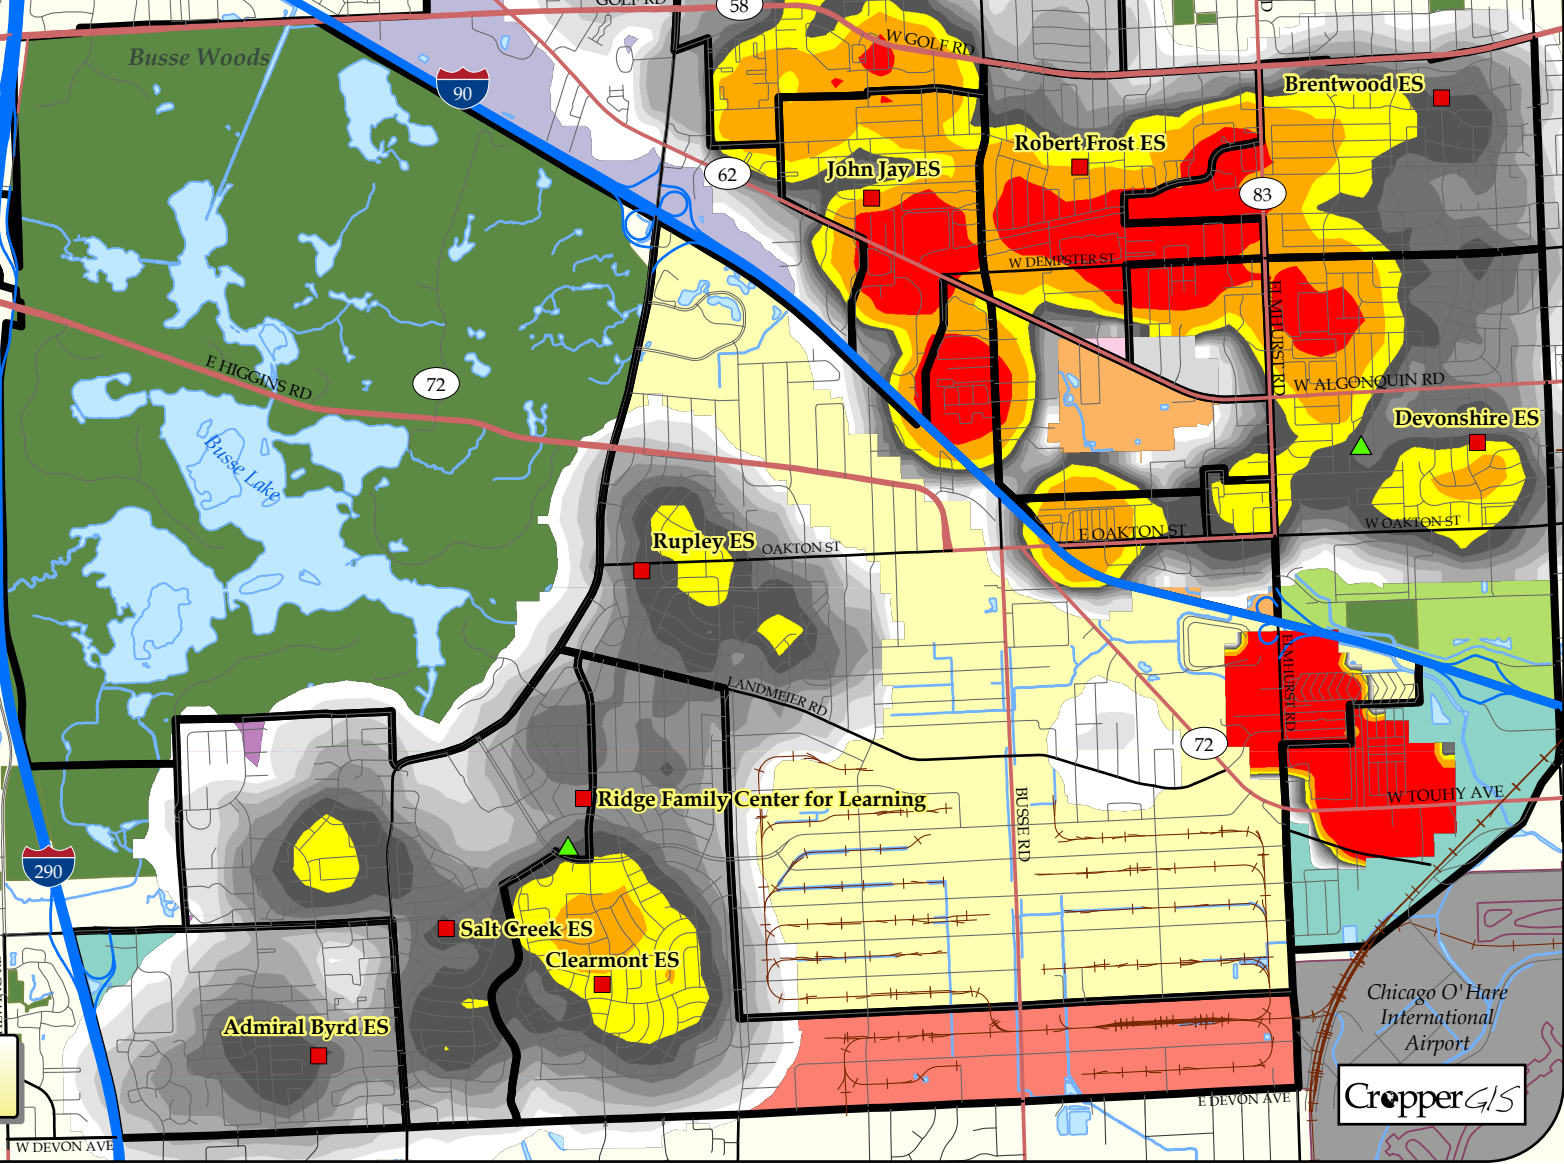 GOLF RD
58
W GOLF RD
Busse Woods
90
Brentwood ES
Robert Frost ES
John Jay ES
62
83
W DEMPSTER ST
ELMHURST RD
E HIGGINS RD
72
W ALGONQUIN RD
Devonshire ES
Busse Lake
W OAKTON ST
E OAKTON ST
Rupley ES
OAKTON ST
ELMHURST RD
LANDMEIER RD
72
Ridge Family Center for Learning
BUSSE RD
W TOUHY AVE
290
Salt Creek ES
Clearmont ES
Admiral Byrd ES
Chicago O'Hare
International
Airport
Cropper GIS
E DEVON AVE
W DEVON AVE